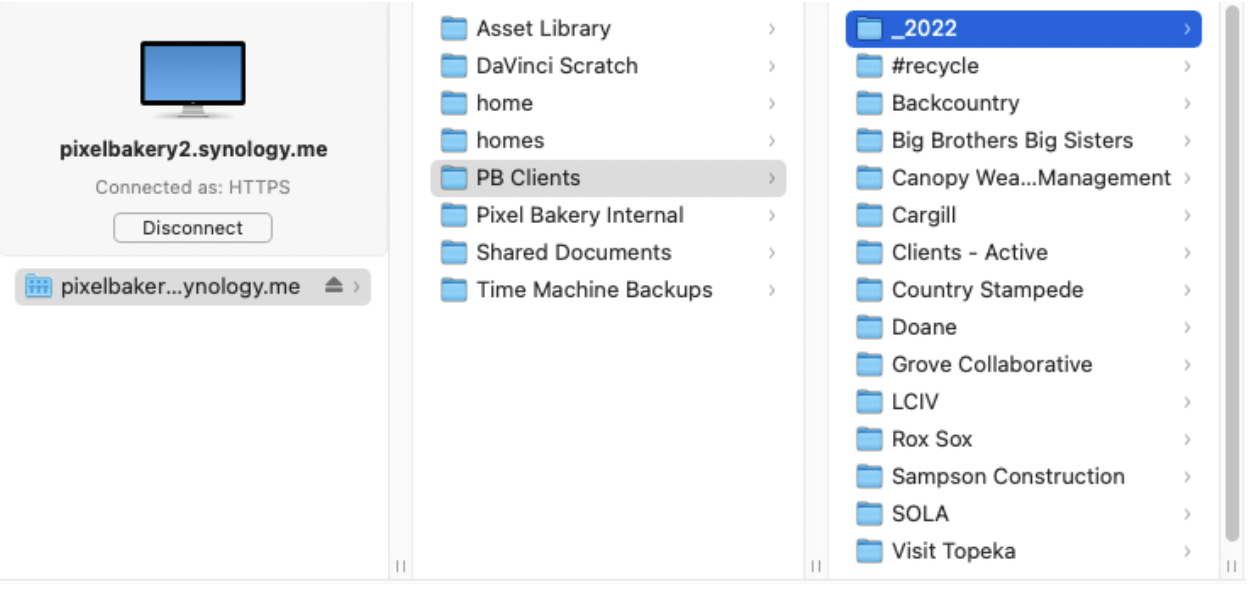 pixelbakery2.synology.me
Connected as: HTTPS
Disconnect
pixelbaker...ynology.me
Asset Library
DaVinci Scratch
home
homes
PB Clients
Pixel Bakery Internal
Shared Documents
Time Machine Backups
_2022
#recycle
Backcountry
Big Brothers Big Sisters
Canopy Wea...Management
Cargill
Clients - Active
Country Stampede
Doane
Grove Collaborative
LCIV
Rox Sox
Sampson Construction
SOLA
Visit Topeka